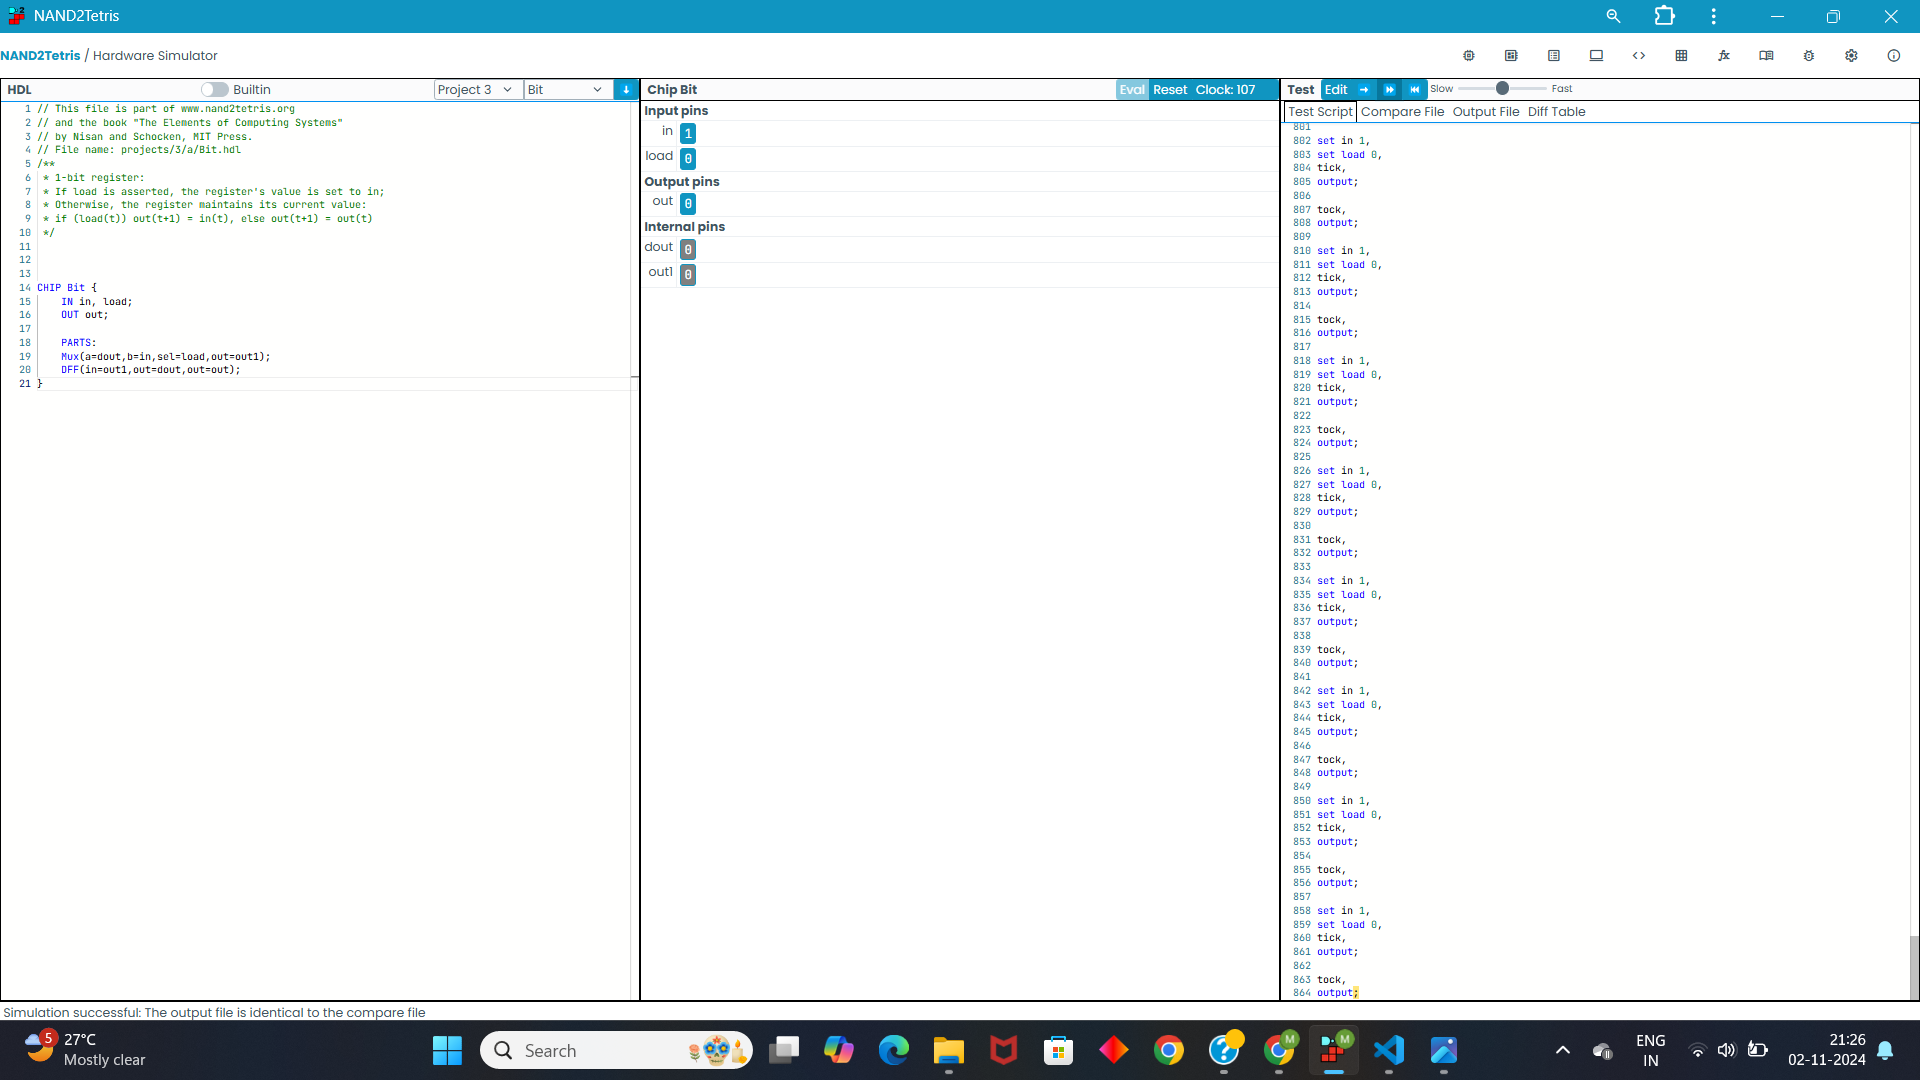 NAND2Tetris
NAND2Tetris / Hardware Simulator
HDL
Builtin
Project 3
Bit
1 // This file is part of www.nand2tetris.org
2 // and the book "The Elements of Computing Systems"
3 // by Nisan and Schocken, MIT Press.
4 // File name: projects/3/a/Bit.hdl
5 /**
6 * 1-bit register:
7 * If load is asserted, the register's value is set to in;
8 * Otherwise, the register maintains its current value:
9 * if (load(t)) out(t+1) = in(t), else out(t+1) = out(t)
10 */
11
12
13
14 CHIP Bit {
15 IN in, load;
16 OUT out;
17
18 PARTS:
19 Mux(a=dout,b=in,sel=load,out=out1);
20 DFF(in=out1,out=dout,out=out);
21 }
Chip Bit
Eval Reset Clock: 107
Input pins
in 1
load 0
Output pins
out 0
Internal pins
dout 0
out1 0
Test Edit Slow Fast
Test Script Compare File Output File Diff Table
801
802 set in 1,
803 set load 0,
804 tick,
805 output;
806
807 tock,
808 output;
809
810 set in 1,
811 set load 0,
812 tick,
813 output;
814
815 tock,
816 output;
817
818 set in 1,
819 set load 0,
820 tick,
821 output;
822
823 tock,
824 output;
825
826 set in 1,
827 set load 0,
828 tick,
829 output;
830
831 tock,
832 output;
833
834 set in 1,
835 set load 0,
836 tick,
837 output;
838
839 tock,
840 output;
841
842 set in 1,
843 set load 0,
844 tick,
845 output;
846
847 tock,
848 output;
849
850 set in 1,
851 set load 0,
852 tick,
853 output;
854
855 tock,
856 output;
857
858 set in 1,
859 set load 0,
860 tick,
861 output;
862
863 tock,
864 output;
Simulation successful: The output file is identical to the compare file
5
27°C
Mostly clear
Search
M
M
ENG
IN
21:26
02-11-2024